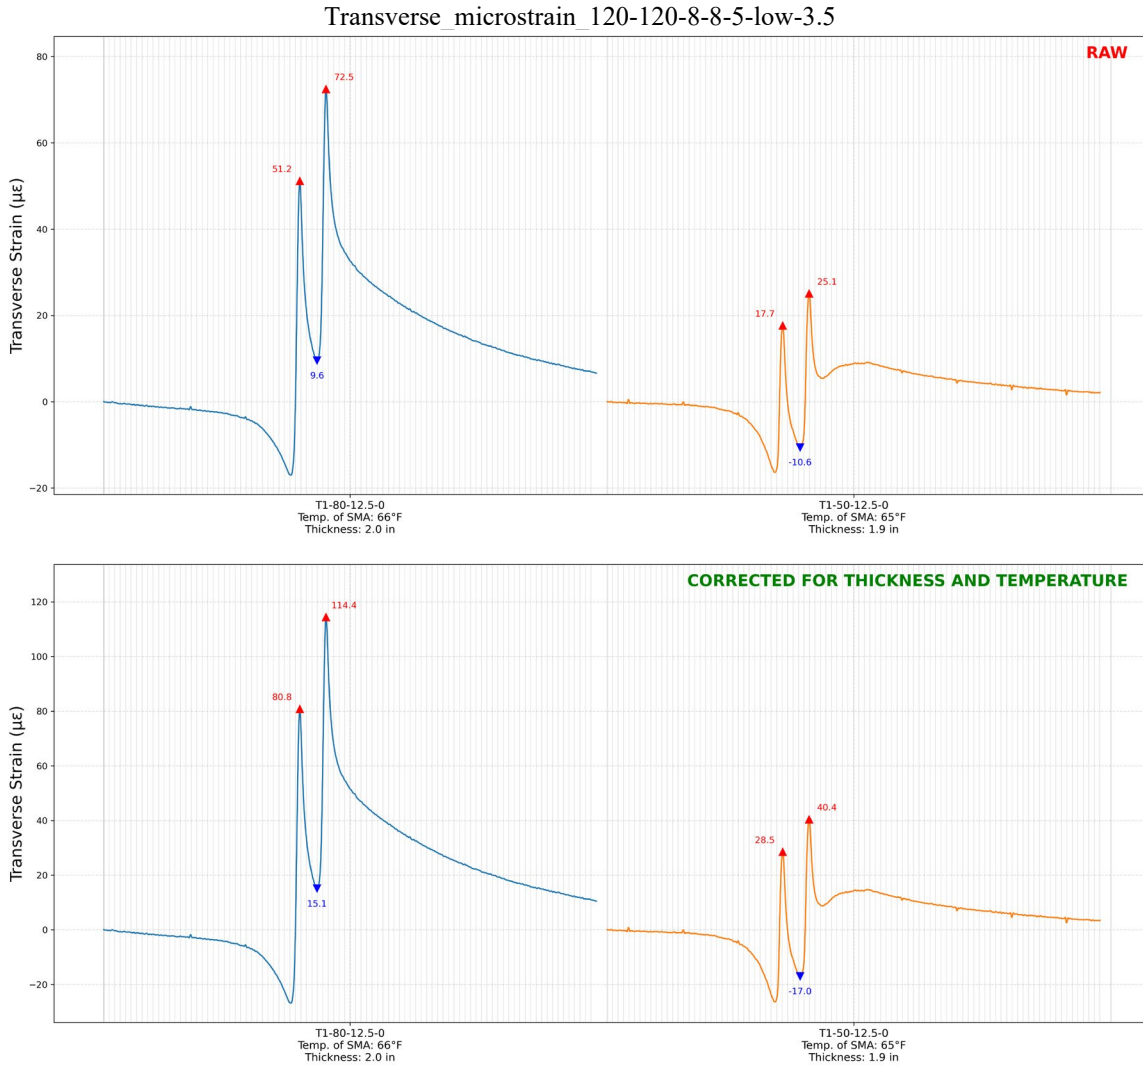 Transverse_microstrain_120-120-8-8-5-low-3.5
RAW
Transverse Strain (με)
80
60
40
20
0
−20
51.2
72.5
9.6
17.7
25.1
-10.6
T1-80-12.5-0
Temp. of SMA: 66°F
Thickness: 2.0 in
T1-50-12.5-0
Temp. of SMA: 65°F
Thickness: 1.9 in
CORRECTED FOR THICKNESS AND TEMPERATURE
Transverse Strain (με)
120
100
80
60
40
20
0
−20
80.8
114.4
15.1
28.5
40.4
-17.0
T1-80-12.5-0
Temp. of SMA: 66°F
Thickness: 2.0 in
T1-50-12.5-0
Temp. of SMA: 65°F
Thickness: 1.9 in